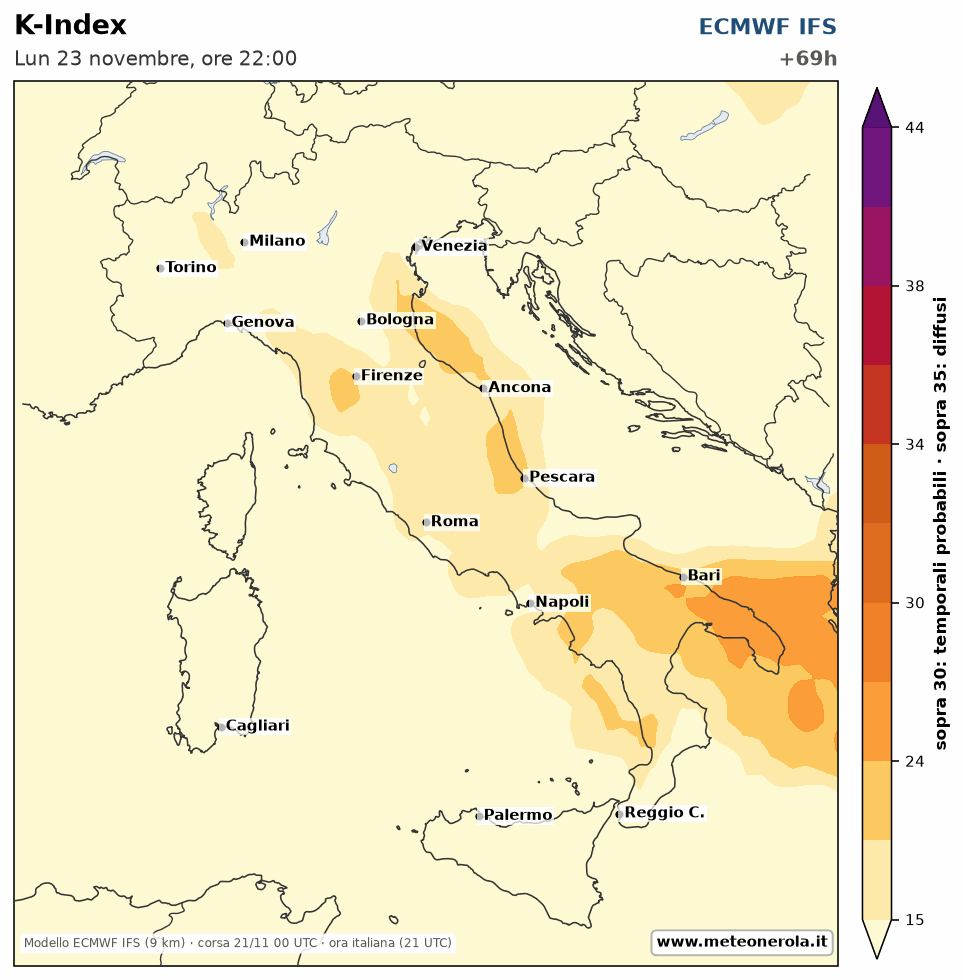 K-Index
ECMWF IFS
Lun 23 novembre, ore 22:00
+69h
44
38
34
30
24
15
sopra 30: temporali probabili · sopra 35: diffusi
Milano
Venezia
Torino
Genova
Bologna
Firenze
Ancona
Pescara
Roma
Bari
Napoli
Cagliari
Palermo
Reggio C.
Modello ECMWF IFS (9 km) · corsa 21/11 00 UTC · ora italiana (21 UTC)
www.meteonerola.it